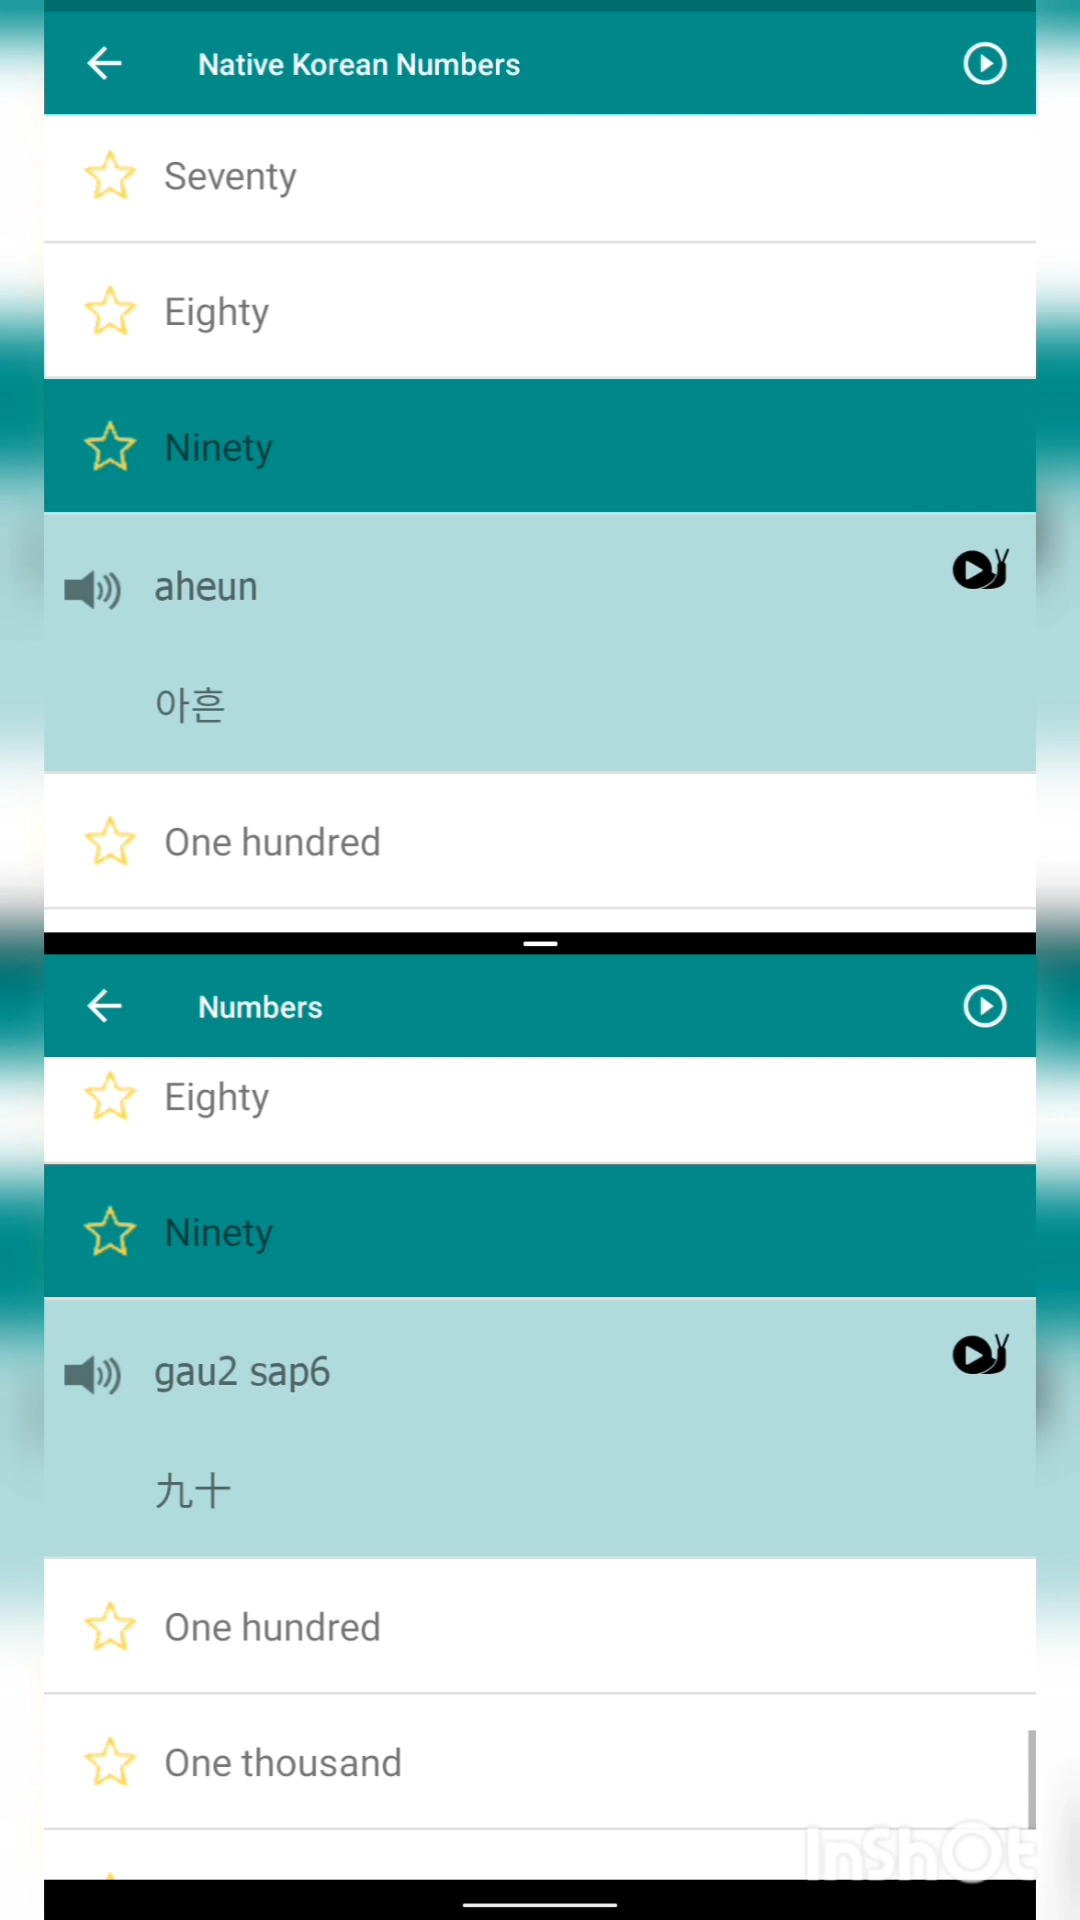 Native Korean Numbers
Seventy
Eighty
Ninety
aheun
아흔
One hundred
Numbers
Eighty
Ninety
gau2 sap6
九十
One hundred
One thousand
InShOt